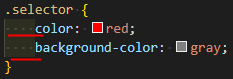 .selector {
    color: red;
    background-color: gray;
}